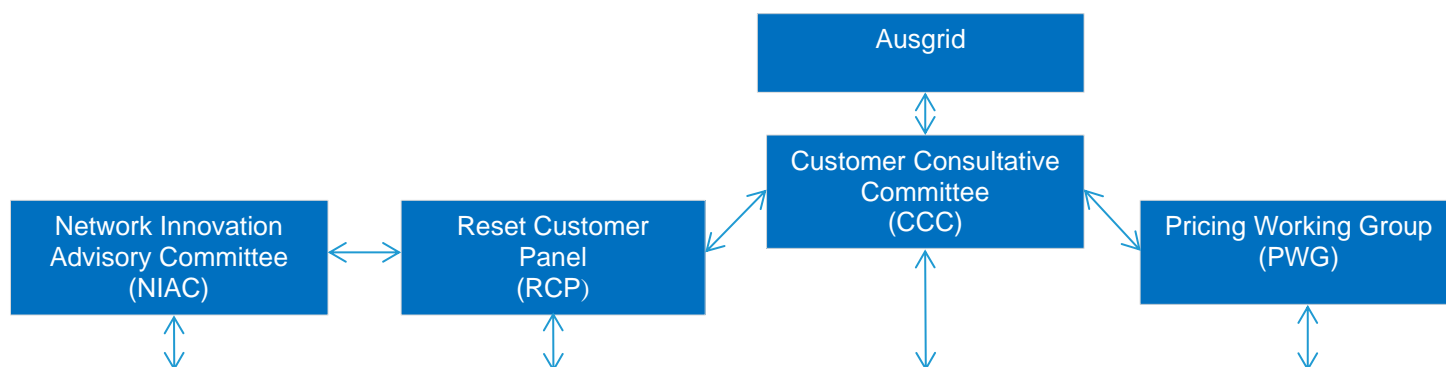 Ausgrid
Customer Consultative
Committee
(CCC)
Network Innovation
Advisory Committee
(NIAC)
Reset Customer
Panel
(RCP)
Pricing Working Group
(PWG)